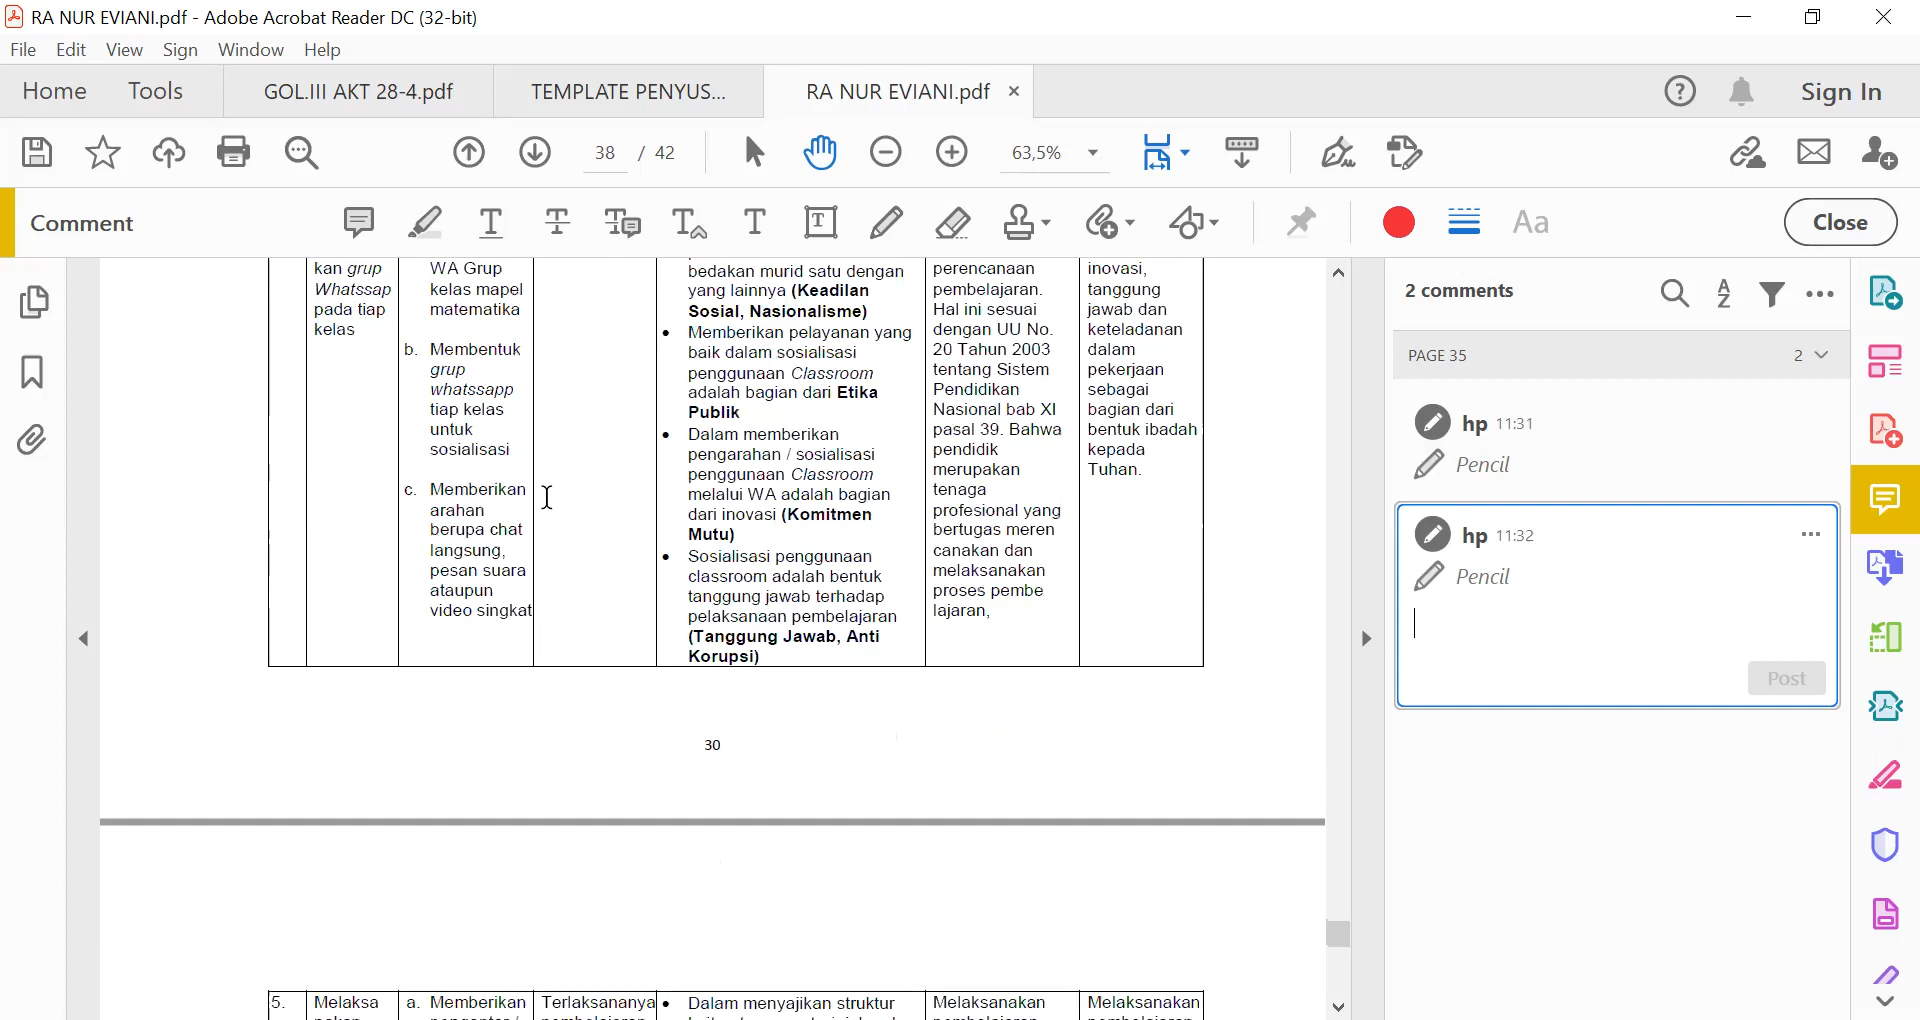 RA NUR EVIANI.pdf - Adobe Acrobat Reader DC (32-bit)
File Edit View Sign Window Help
Home Tools GOL.III AKT 28-4.pdf TEMPLATE PENYUS... RA NUR EVIANI.pdf × Sign In
38 / 42 63,5%
Comment Aa Close
kan grup
Whatssap
pada tiap
kelas
WA Grup
kelas mapel
matematika
b. Membentuk
grup
whatssapp
tiap kelas
untuk
sosialisasi
c. Memberikan
arahan
berupa chat
langsung,
pesan suara
ataupun
video singkat
bedakan murid satu dengan
yang lainnya (Keadilan
Sosial, Nasionalisme)
• Memberikan pelayanan yang
baik dalam sosialisasi
penggunaan Classroom
adalah bagian dari Etika
Publik
• Dalam memberikan
pengarahan / sosialisasi
penggunaan Classroom
melalui WA adalah bagian
dari inovasi (Komitmen
Mutu)
• Sosialisasi penggunaan
classroom adalah bentuk
tanggung jawab terhadap
pelaksanaan pembelajaran
(Tanggung Jawab, Anti
Korupsi)
perencanaan
pembelajaran.
Hal ini sesuai
dengan UU No.
20 Tahun 2003
tentang Sistem
Pendidikan
Nasional bab XI
pasal 39. Bahwa
pendidik
merupakan
tenaga
profesional yang
bertugas meren
canakan dan
melaksanakan
proses pembe
lajaran,
inovasi,
tanggung
jawab dan
keteladanan
dalam
pekerjaan
sebagai
bagian dari
bentuk ibadah
kepada
Tuhan.
30
5. Melaksa a. Memberikan Terlaksananya • Dalam menyajikan struktur Melaksanakan Melaksanakan
2 comments
PAGE 35 2
hp 11:31
Pencil
hp 11:32
Pencil
Post